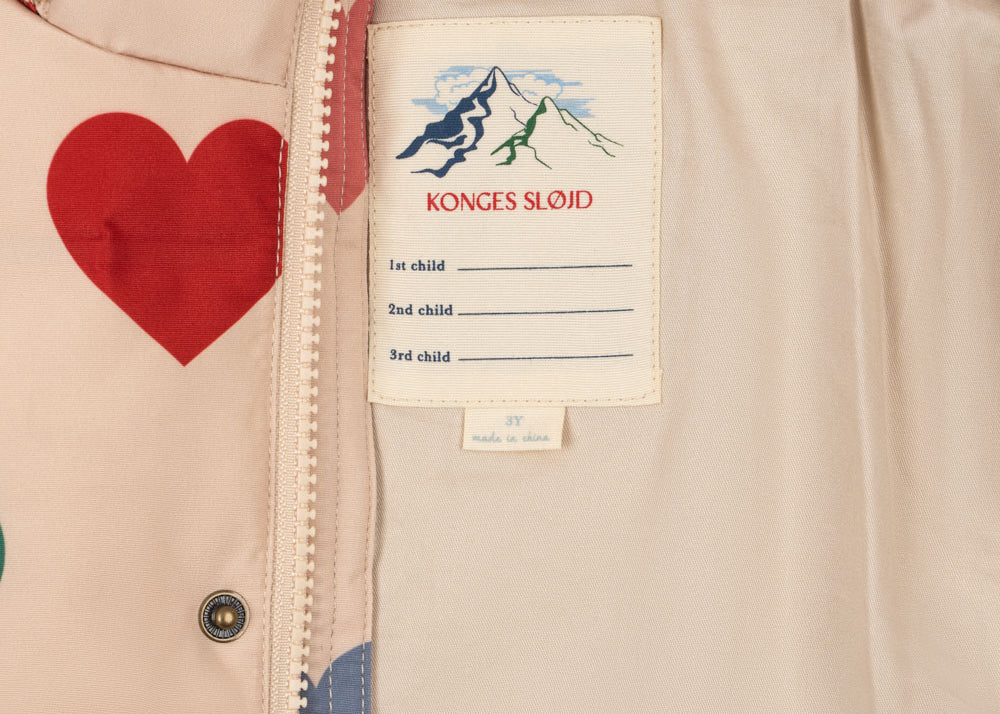 KONGES SLØJD
1st child
2nd child
3rd child
3Y
made in china